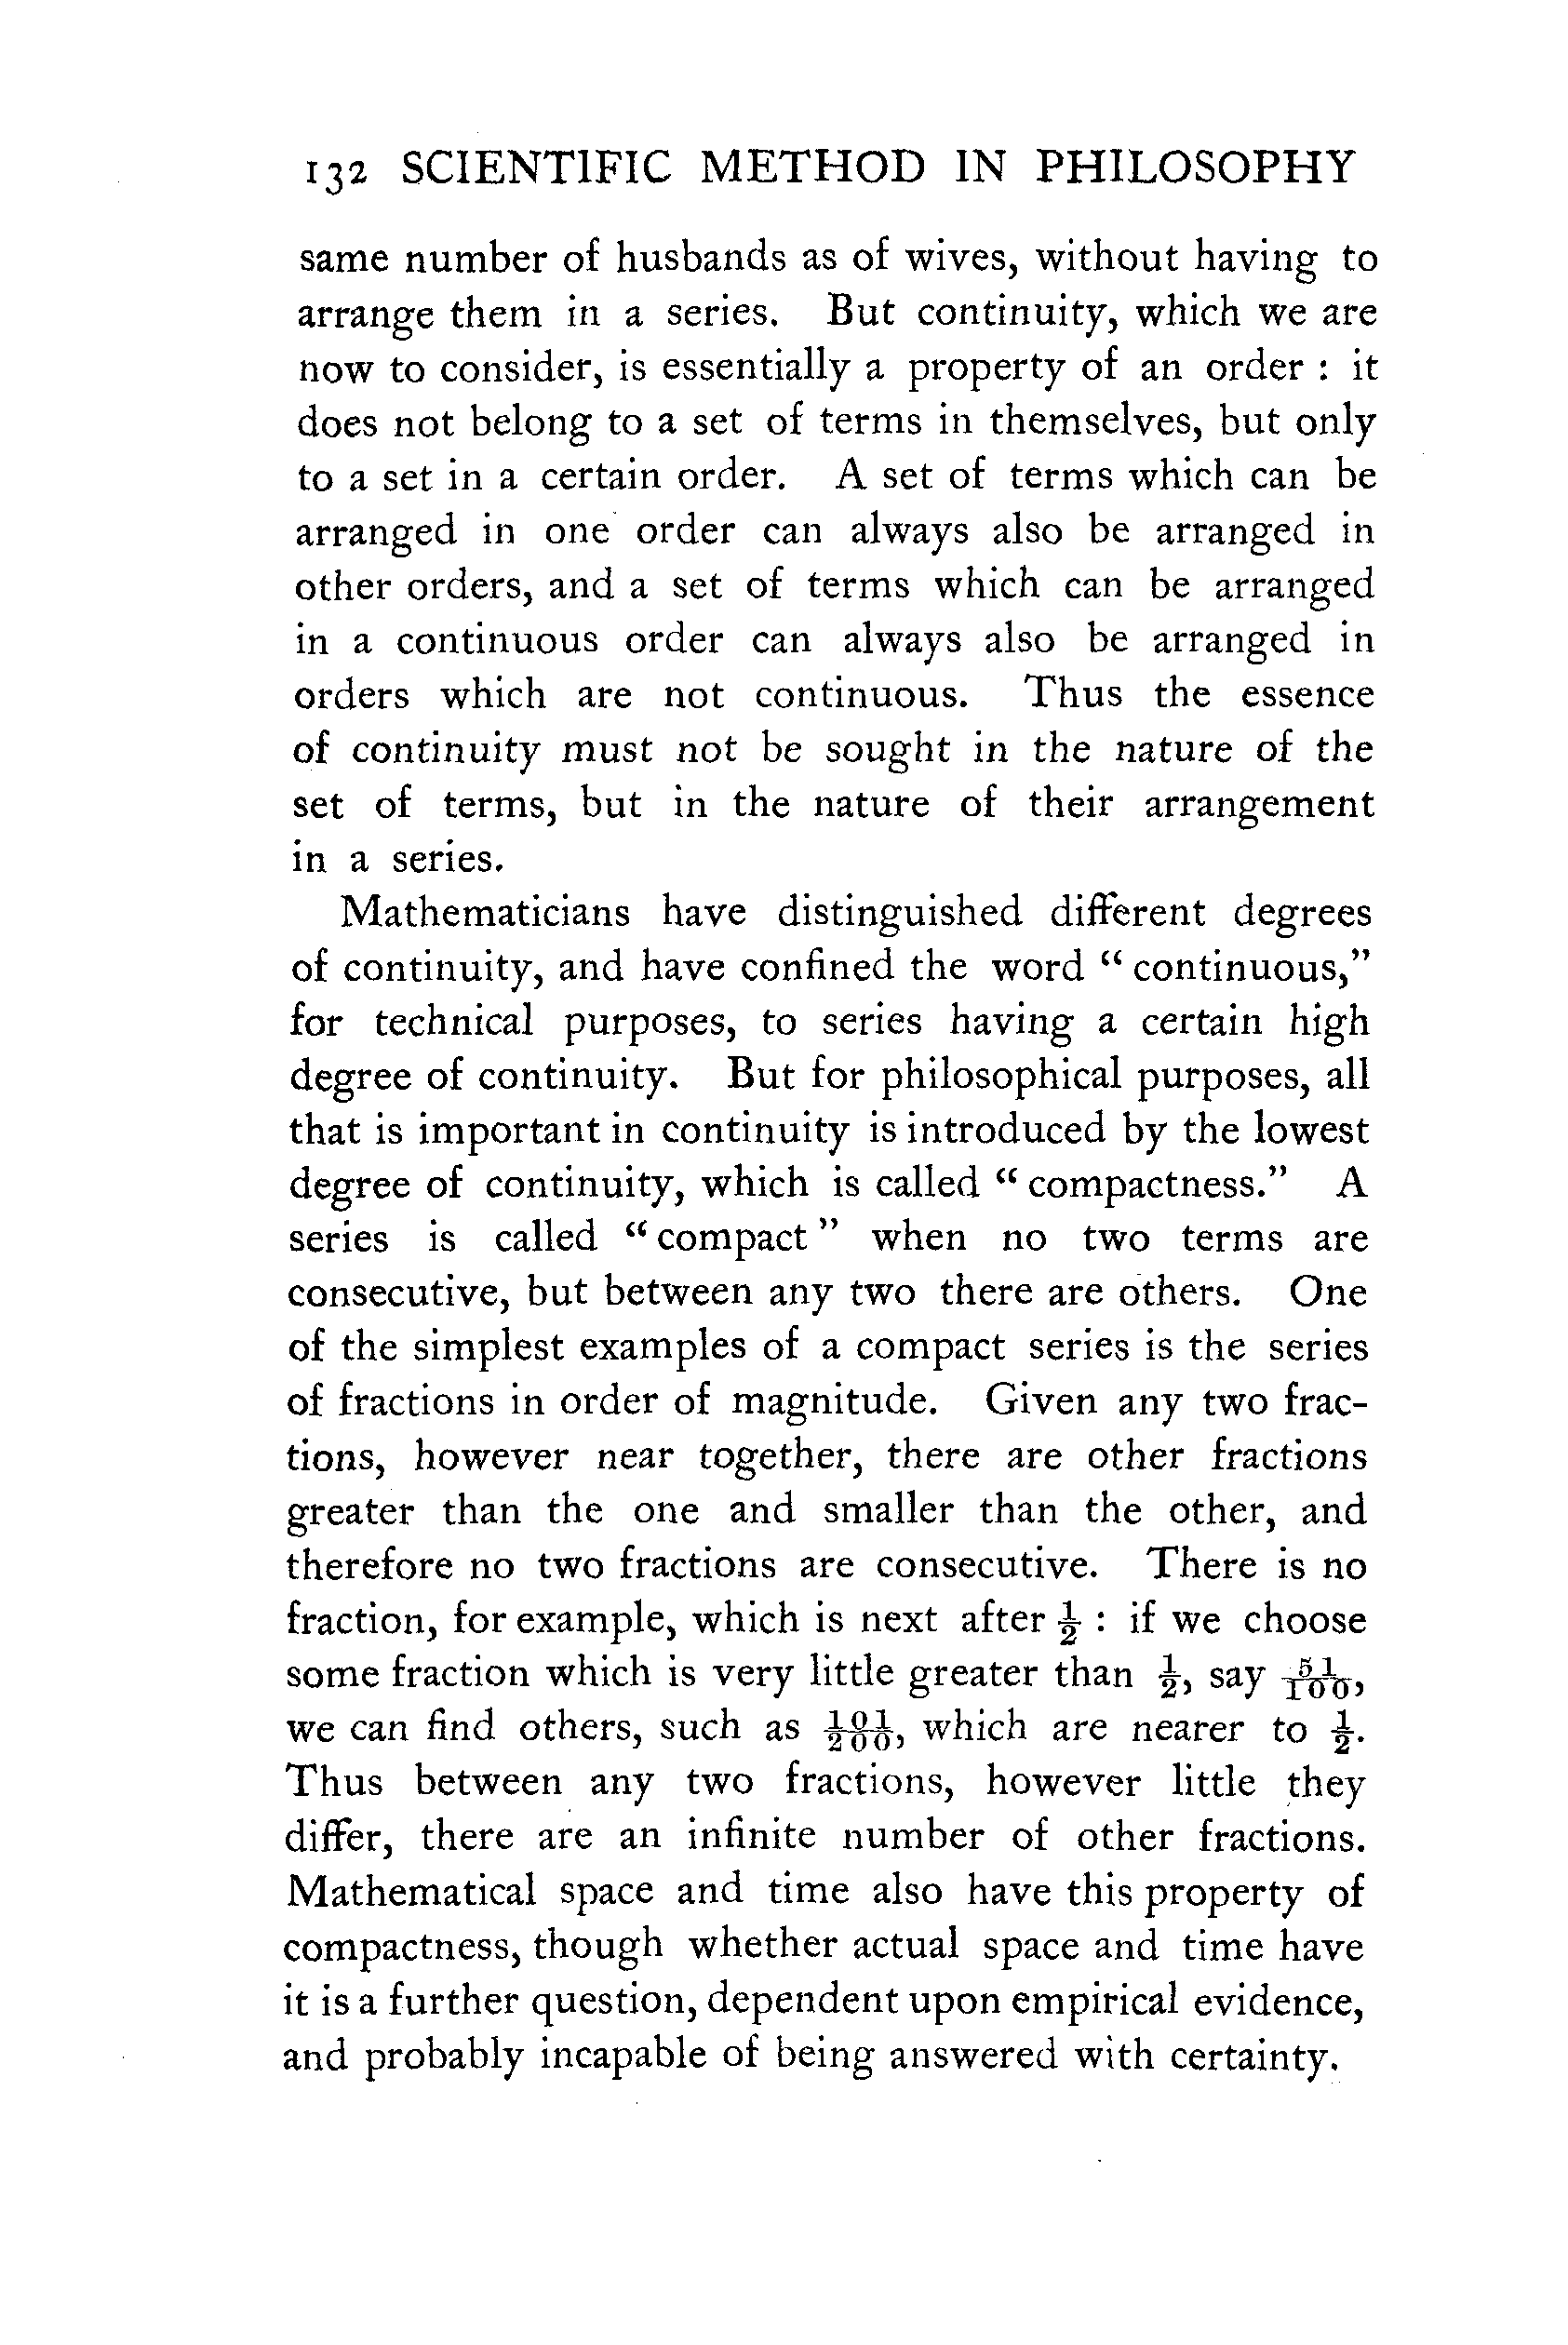 132 SCIENTIFIC METHOD IN PHILOSOPHY
same number of husbands as of wives, without having to
arrange them in a series. But continuity, which we are
now to consider, is essentially a property of an order : it
does not belong to a set of terms in themselves, but only
to a set in a certain order. A set of terms which can be
arranged in one order can always also be arranged in
other orders, and a set of terms which can be arranged
in a continuous order can always also be arranged in
orders which are not continuous. Thus the essence
of continuity must not be sought in the nature of the
set of terms, but in the nature of their arrangement
in a series.
Mathematicians have distinguished different degrees
of continuity, and have confined the word “ continuous,”
for technical purposes, to series having a certain high
degree of continuity. But for philosophical purposes, all
that is important in continuity is introduced by the lowest
degree of continuity, which is called “ compactness.” A
series is called “ compact ” when no two terms are
consecutive, but between any two there are others. One
of the simplest examples of a compact series is the series
of fractions in order of magnitude. Given any two frac-
tions, however near together, there are other fractions
greater than the one and smaller than the other, and
therefore no two fractions are consecutive. There is no
fraction, for example, which is next after 1/2 : if we choose
some fraction which is very little greater than 1/2, say 51/100,
we can find others, such as 101/200, which are nearer to 1/2.
Thus between any two fractions, however little they
differ, there are an infinite number of other fractions.
Mathematical space and time also have this property of
compactness, though whether actual space and time have
it is a further question, dependent upon empirical evidence,
and probably incapable of being answered with certainty.